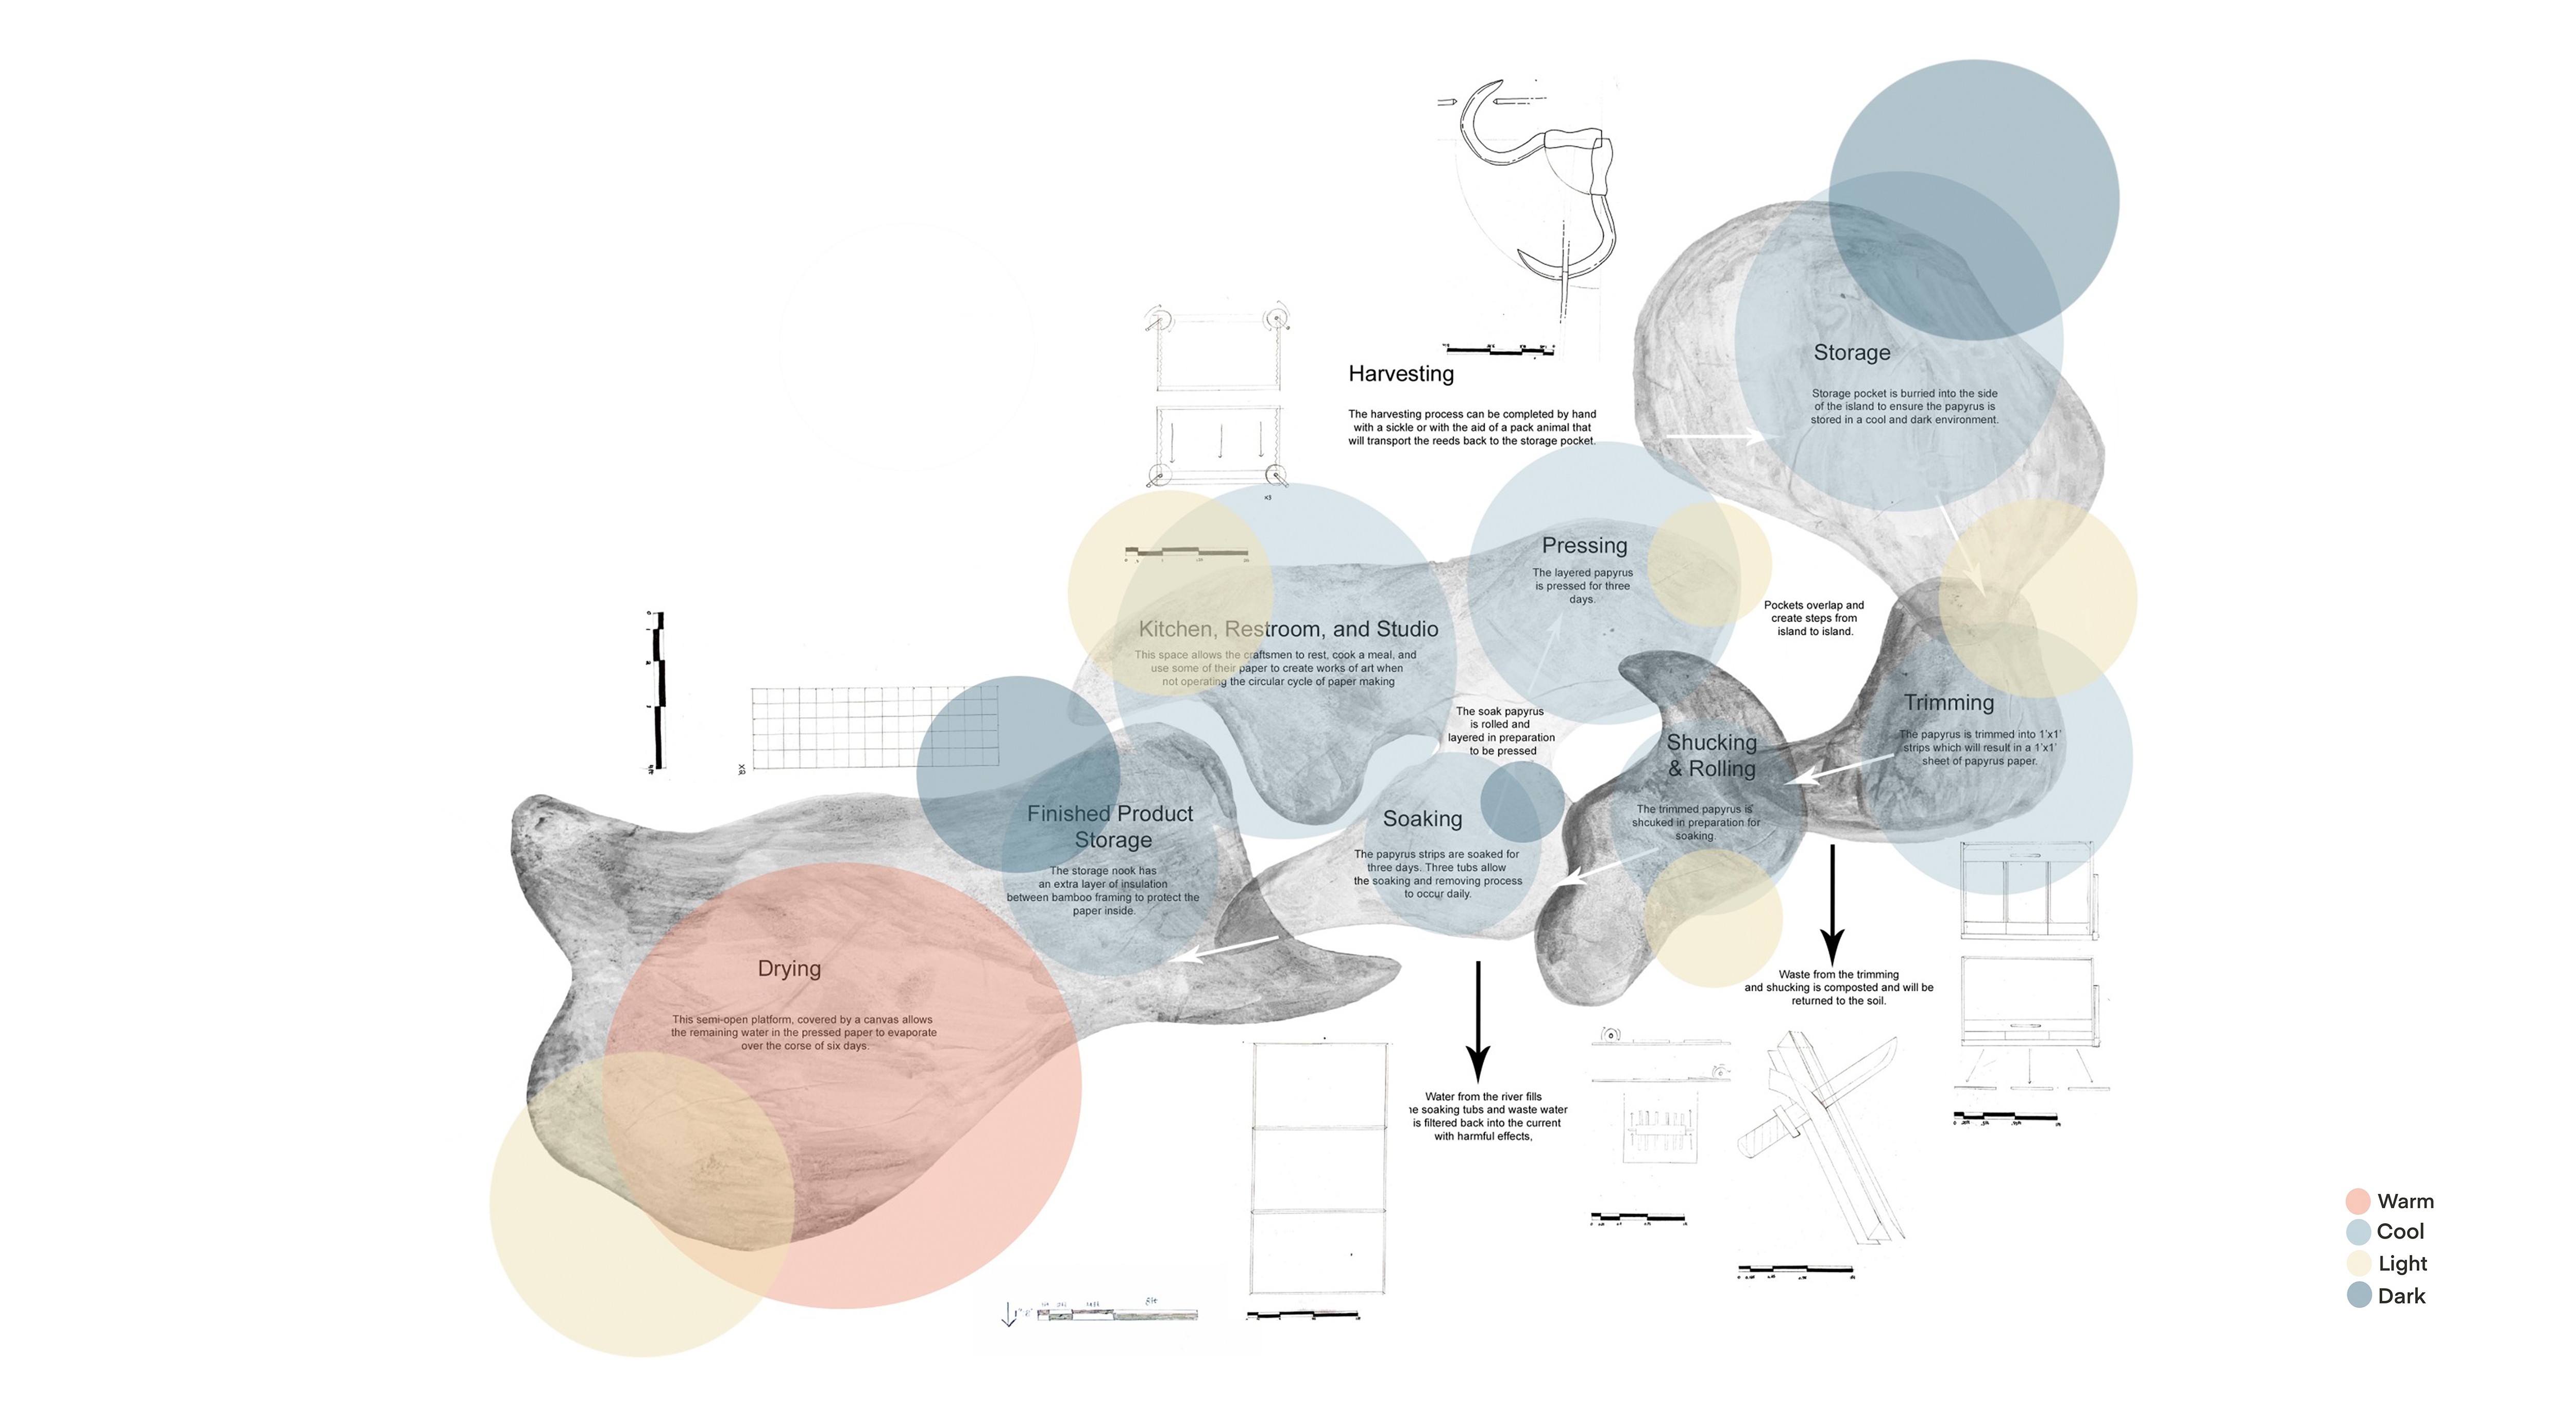 Harvesting
The harvesting process can be completed by hand
with a sickle or with the aid of a pack animal that
will transport the reeds back to the storage pocket.
Storage
Storage pocket is burried into the side
of the island to ensure the papyrus is
stored in a cool and dark environment.
x3
Pressing
The layered papyrus
is pressed for three
days.
Pockets overlap and
create steps from
island to island.
Kitchen, Restroom, and Studio
This space allows the craftsmen to rest, cook a meal, and
use some of their paper to create works of art when
not operating the circular cycle of paper making
The soak papyrus
is rolled and
layered in preparation
to be pressed
Trimming
The papyrus is trimmed into 1'x1'
strips which will result in a 1'x1'
sheet of papyrus paper.
Shucking
& Rolling
The trimmed papyrus is
shcuked in preparation for
soaking.
Finished Product
Storage
The storage nook has
an extra layer of insulation
between bamboo framing to protect the
paper inside.
Soaking
The papyrus strips are soaked for
three days. Three tubs allow
the soaking and removing process
to occur daily.
Drying
This semi-open platform, covered by a canvas allows
the remaining water in the pressed paper to evaporate
over the corse of six days.
Waste from the trimming
and shucking is composted and will be
returned to the soil.
Water from the river fills
he soaking tubs and waste water
is filtered back into the current
with harmful effects,
Warm
Cool
Light
Dark